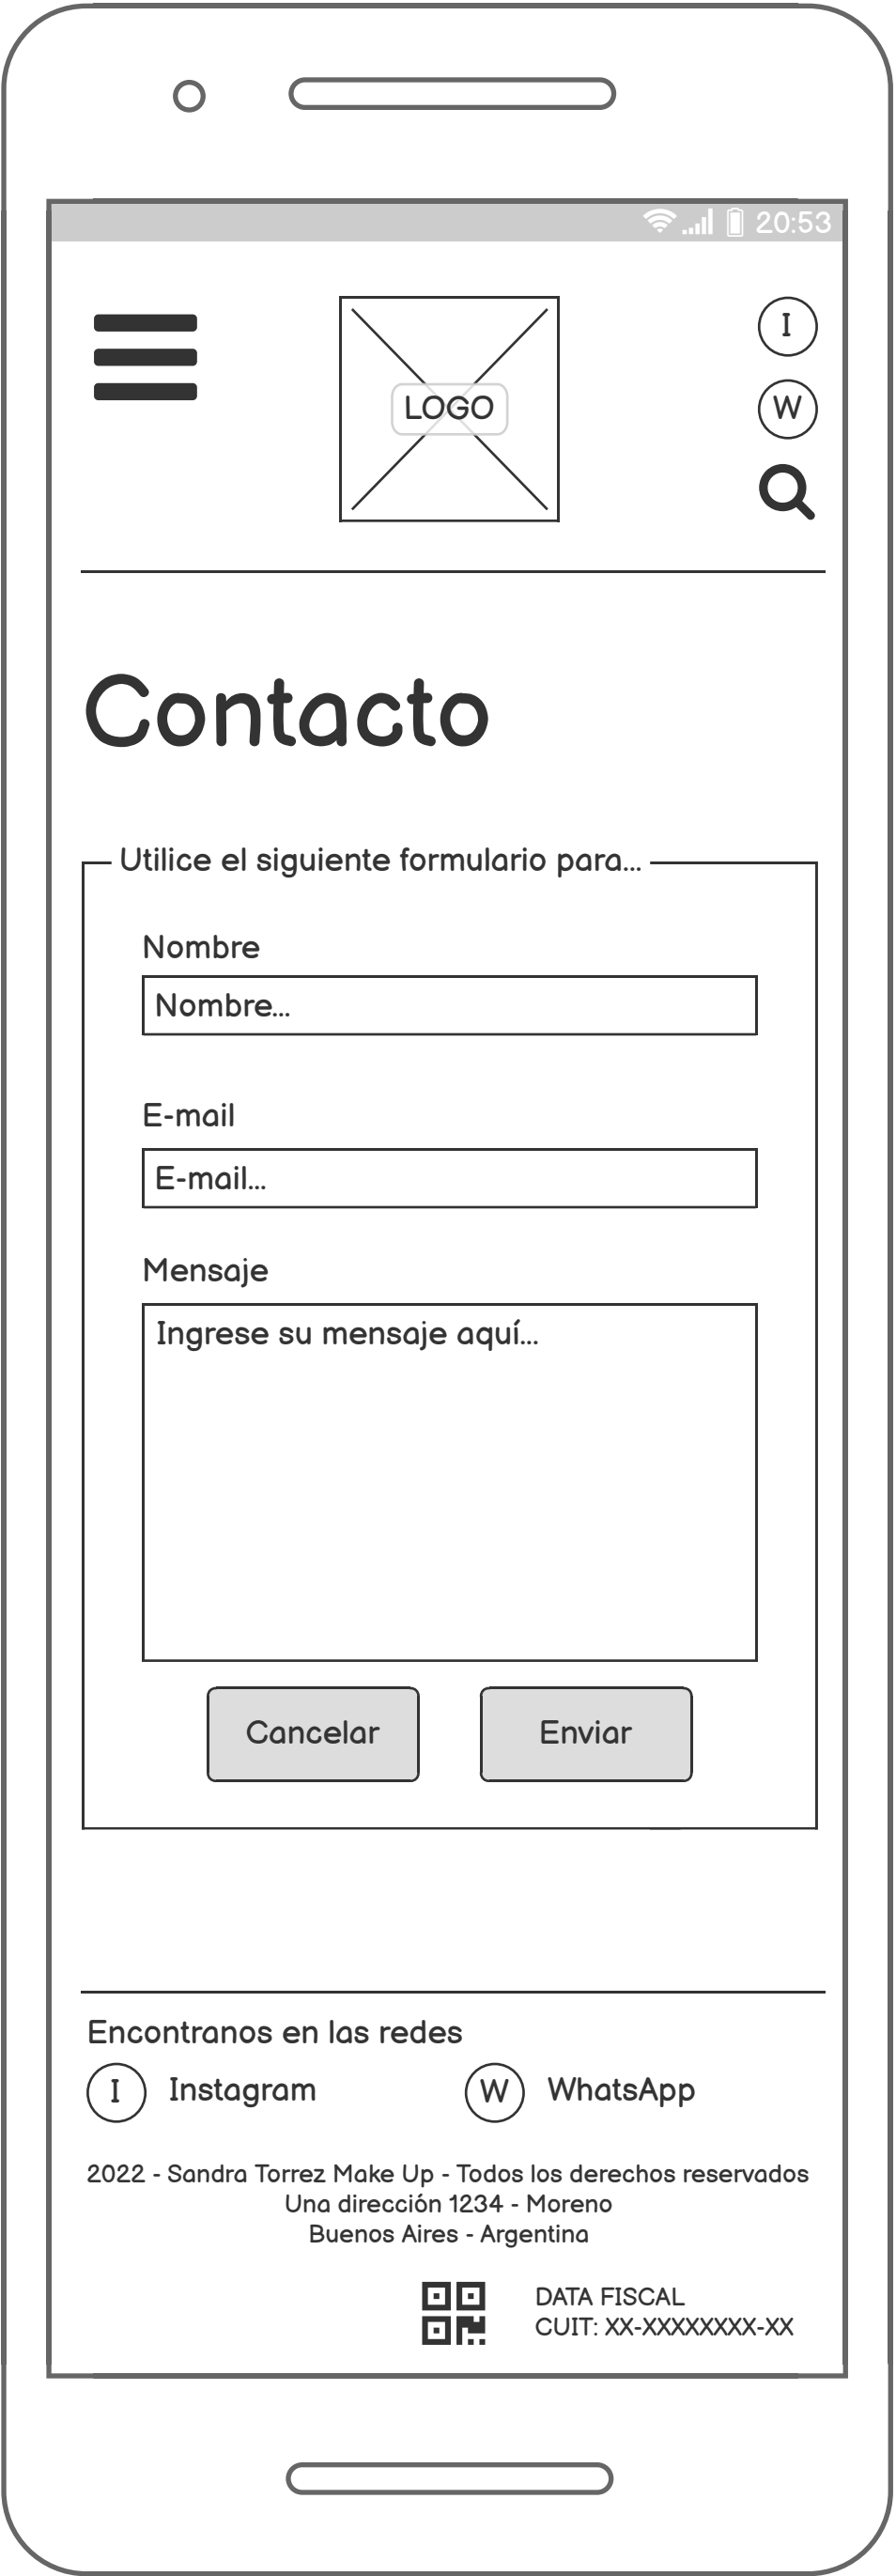 20:53
I
LOGO
W
Contacto
Utilice el siguiente formulario para...
Nombre
Nombre...
E-mail
E-mail...
Mensaje
Ingrese su mensaje aquí...
Cancelar Enviar
Encontranos en las redes
I Instagram W WhatsApp
2022 - Sandra Torrez Make Up - Todos los derechos reservados
Una dirección 1234 - Moreno
Buenos Aires - Argentina
DATA FISCAL
CUIT: XX-XXXXXXXX-XX